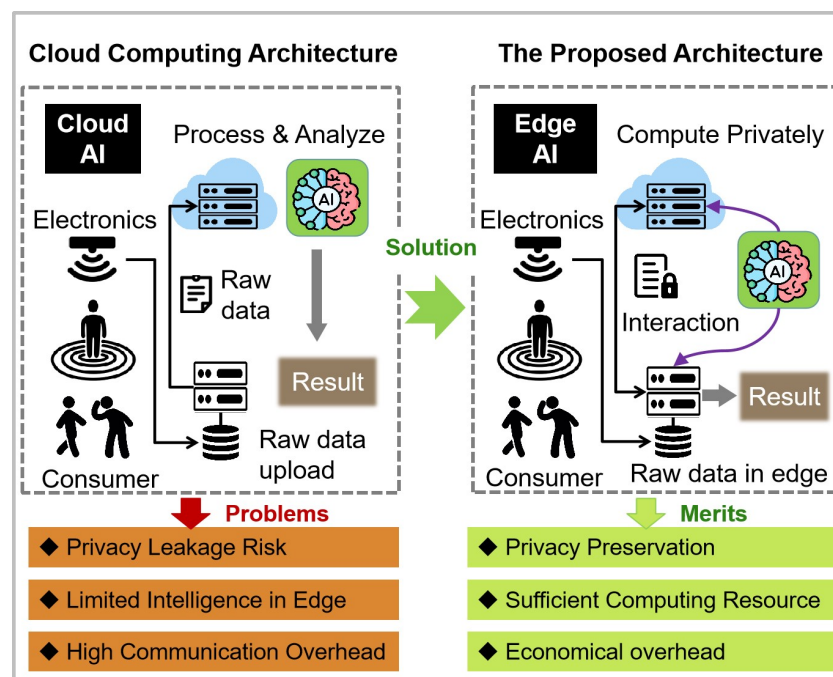 Cloud Computing Architecture
Cloud
AI
Process & Analyze
AI
Electronics
Raw
data
Result
Raw data
upload
Consumer
Problems
◆ Privacy Leakage Risk
◆ Limited Intelligence in Edge
◆ High Communication Overhead
Solution
The Proposed Architecture
Edge
AI
Compute Privately
Electronics
AI
Interaction
Result
Raw data in edge
Consumer
Merits
◆ Privacy Preservation
◆ Sufficient Computing Resource
◆ Economical overhead